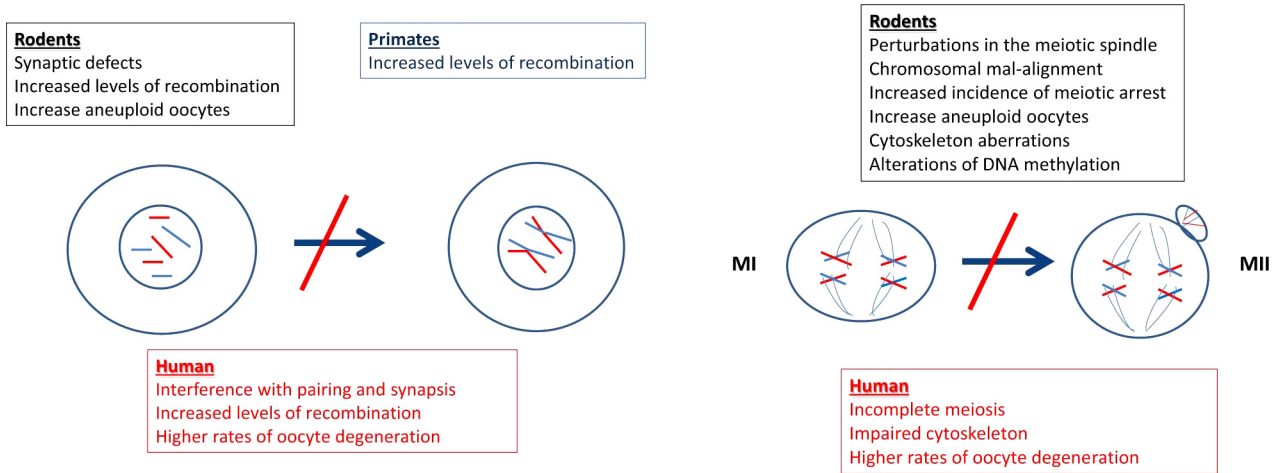 Rodents
Synaptic defects
Increased levels of recombination
Increase aneuploid oocytes
Primates
Increased levels of recombination
Human
Interference with pairing and synapsis
Increased levels of recombination
Higher rates of oocyte degeneration
Rodents
Perturbations in the meiotic spindle
Chromosomal mal-alignment
Increased incidence of meiotic arrest
Increase aneuploid oocytes
Cytoskeleton aberrations
Alterations of DNA methylation
MI
MII
Human
Incomplete meiosis
Impaired cytoskeleton
Higher rates of oocyte degeneration